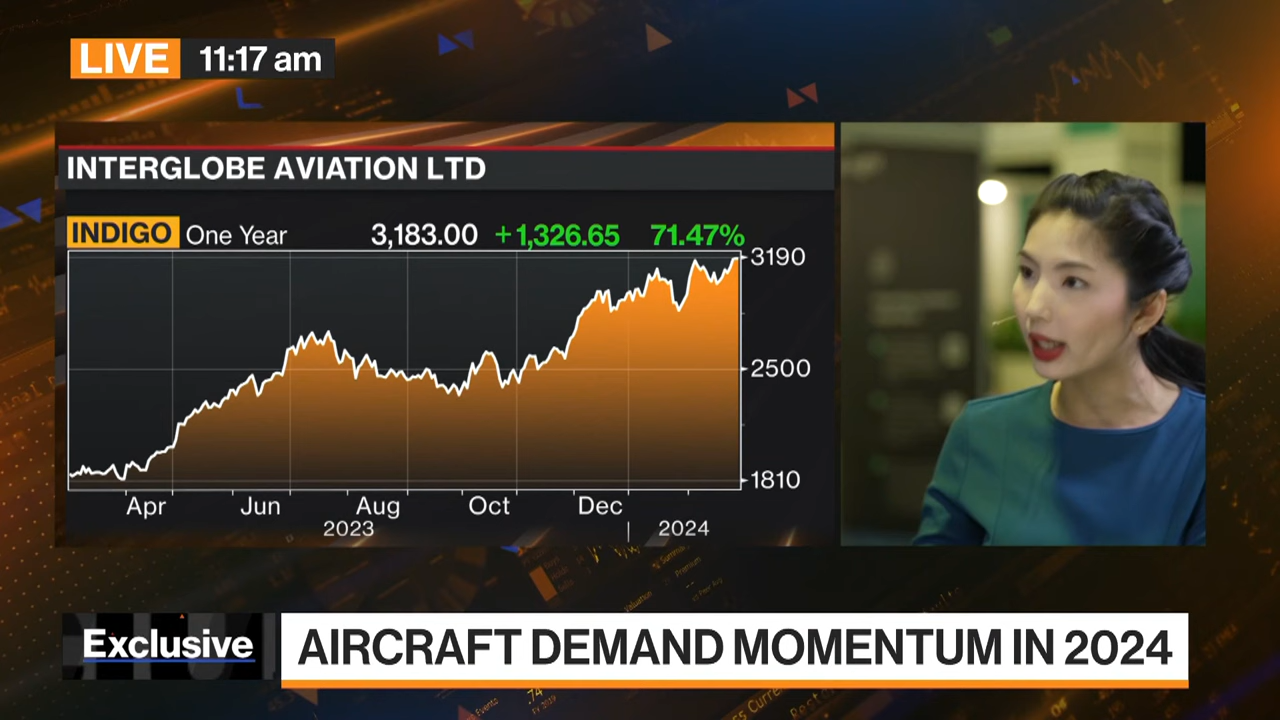 LIVE 11:17 am
INTERGLOBE AVIATION LTD
INDIGO One Year 3,183.00 +1,326.65 71.47%
3190
2500
1810
Apr Jun Aug Oct Dec
2023 2024
Exclusive AIRCRAFT DEMAND MOMENTUM IN 2024